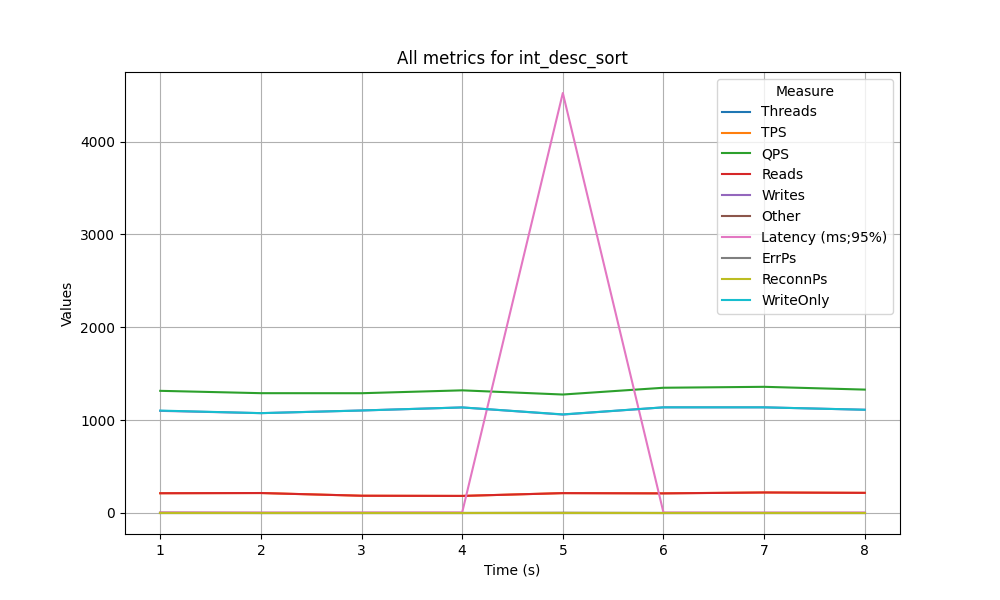 All metrics for int_desc_sort
Measure
Threads
TPS
QPS
Reads
Writes
Other
Latency (ms;95%)
ErrPs
ReconnPs
WriteOnly
Values
4000
3000
2000
1000
0
1 2 3 4 5 6 7 8
Time (s)